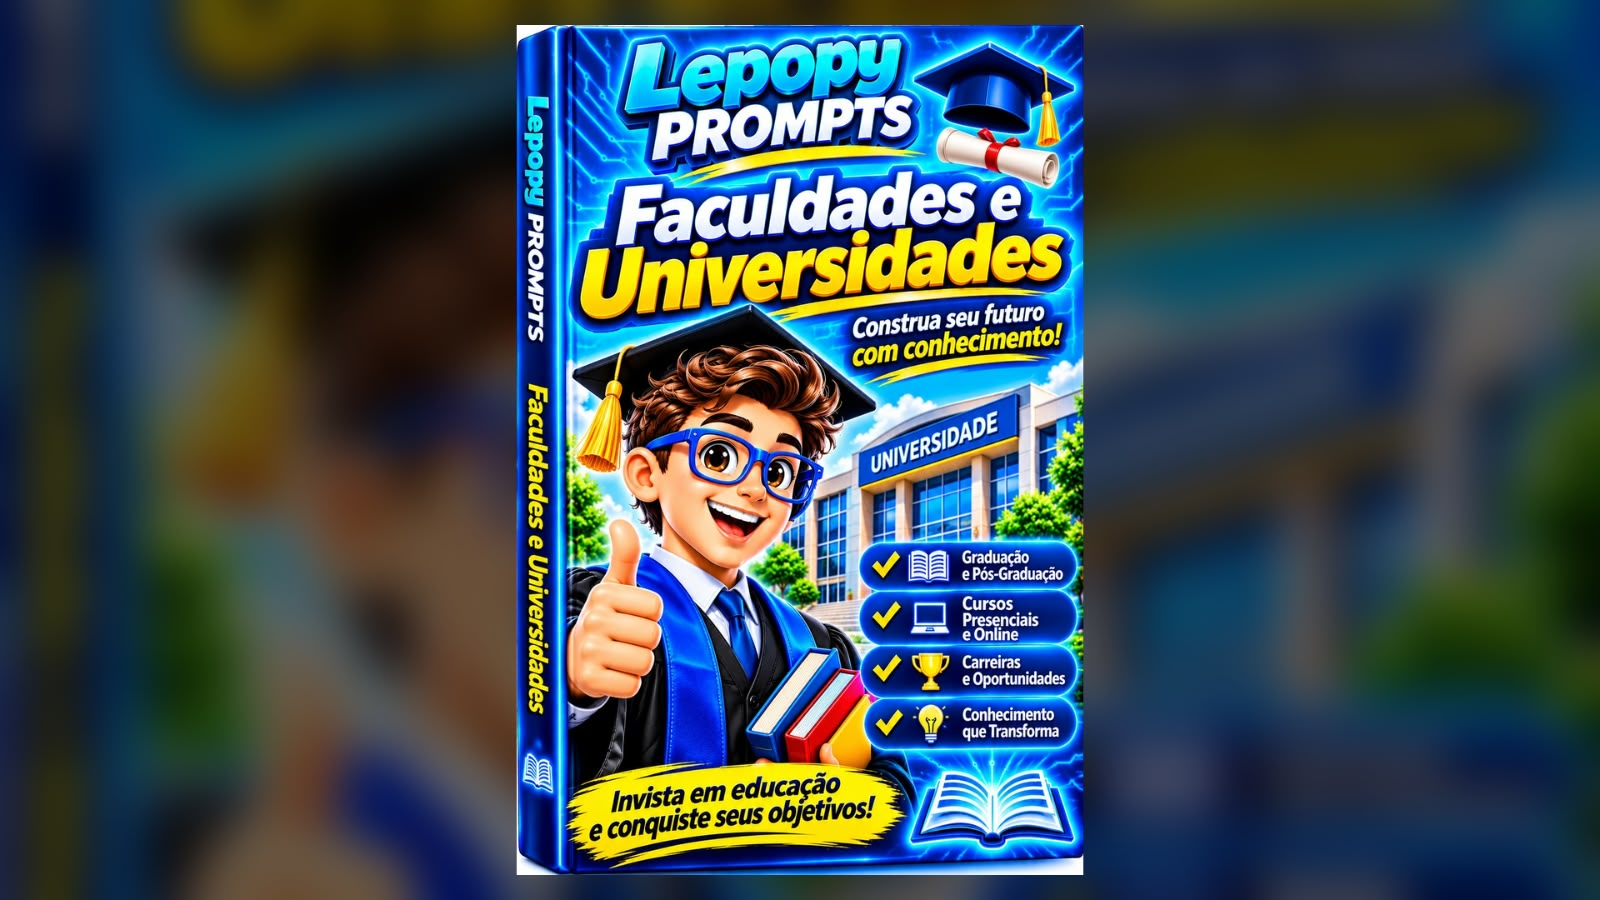 Lepopy
PROMPTS
Faculdades e
Universidades
Construa seu futuro
com conhecimento!
UNIVERSIDADE
Graduação
e Pós-Graduação
Cursos
Presenciais
e Online
Carreiras
e Oportunidades
Conhecimento
que Transforma
Invista em educação
e conquiste seus objetivos!
Lepopy PROMPTS Faculdades e Universidades